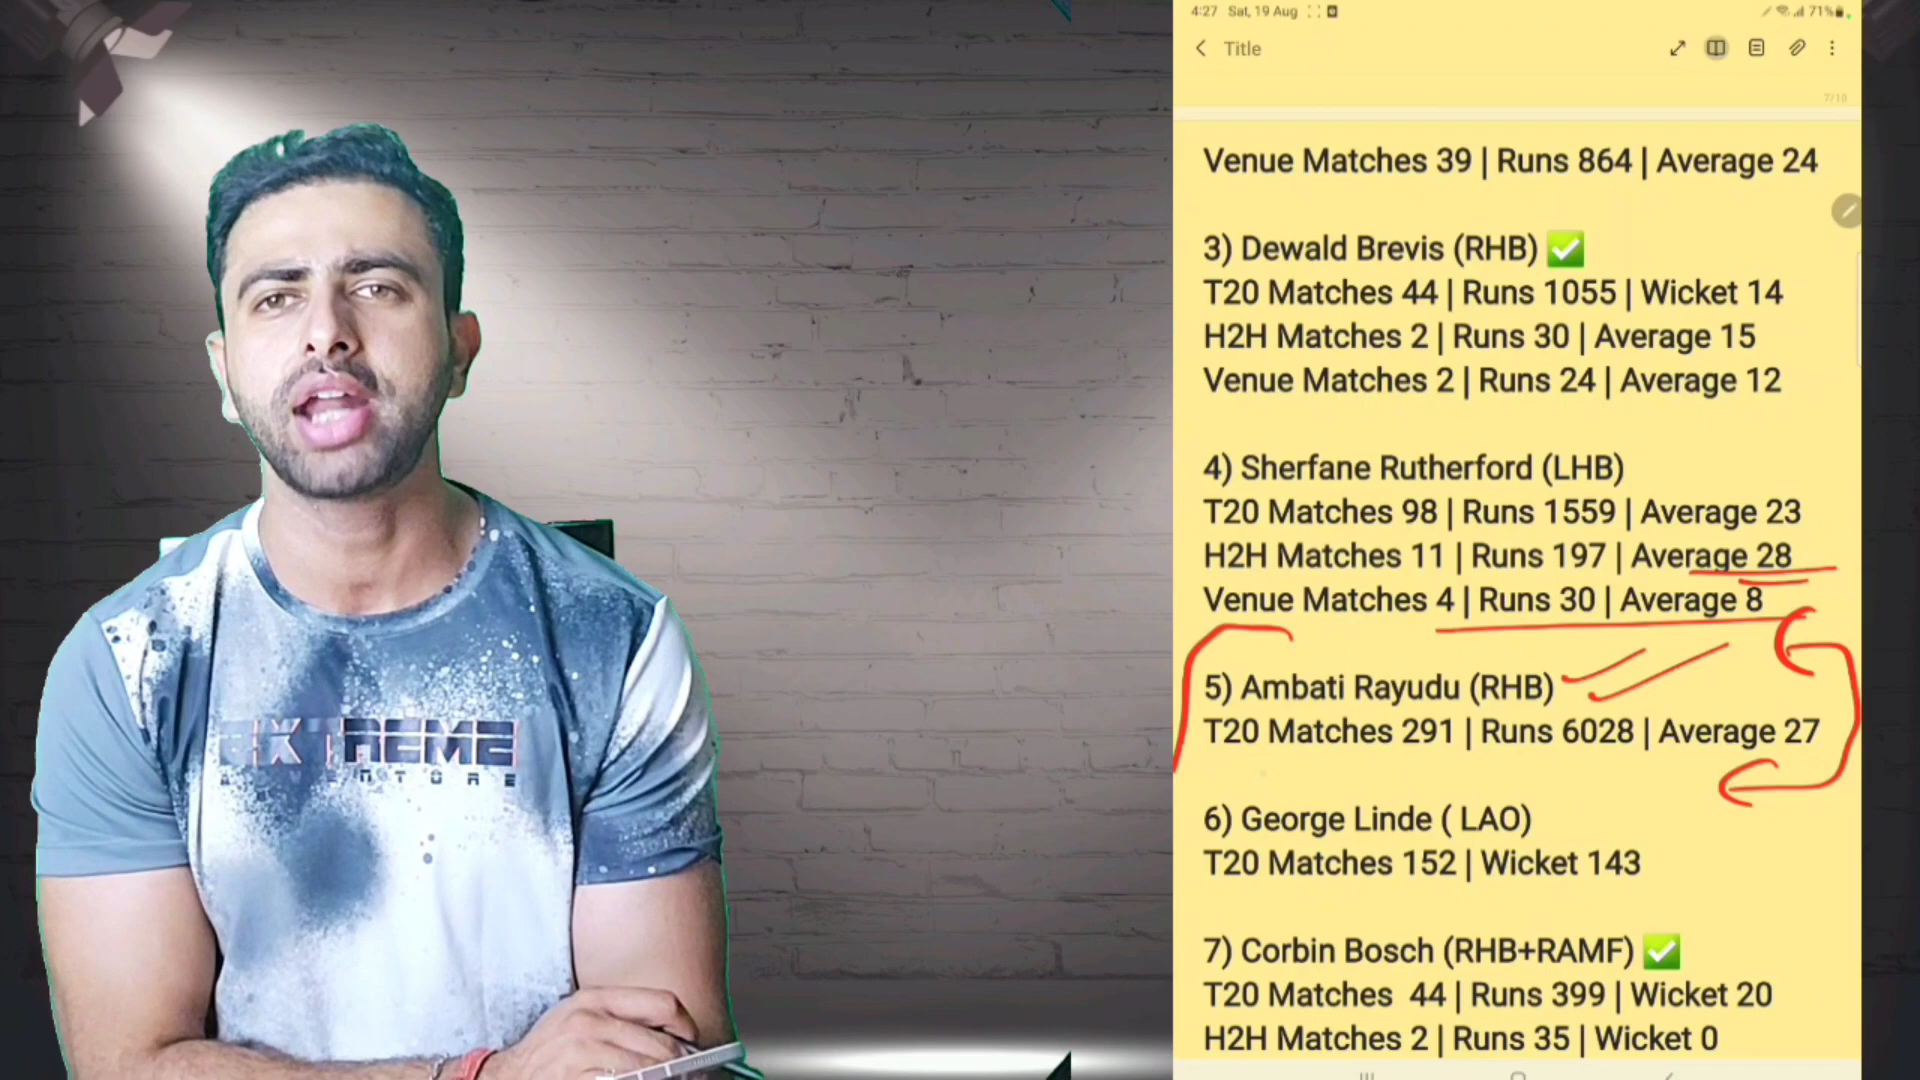 4:27 Sat, 19 Aug
71%
Title
7/10
Venue Matches 39 | Runs 864 | Average 24
3) Dewald Brevis (RHB) ✅
T20 Matches 44 | Runs 1055 | Wicket 14
H2H Matches 2 | Runs 30 | Average 15
Venue Matches 2 | Runs 24 | Average 12
4) Sherfane Rutherford (LHB)
T20 Matches 98 | Runs 1559 | Average 23
H2H Matches 11 | Runs 197 | Average 28
Venue Matches 4 | Runs 30 | Average 8
5) Ambati Rayudu (RHB)
T20 Matches 291 | Runs 6028 | Average 27
6) George Linde ( LAO)
T20 Matches 152 | Wicket 143
7) Corbin Bosch (RHB+RAMF) ✅
T20 Matches 44 | Runs 399 | Wicket 20
H2H Matches 2 | Runs 35 | Wicket 0
EXTREME